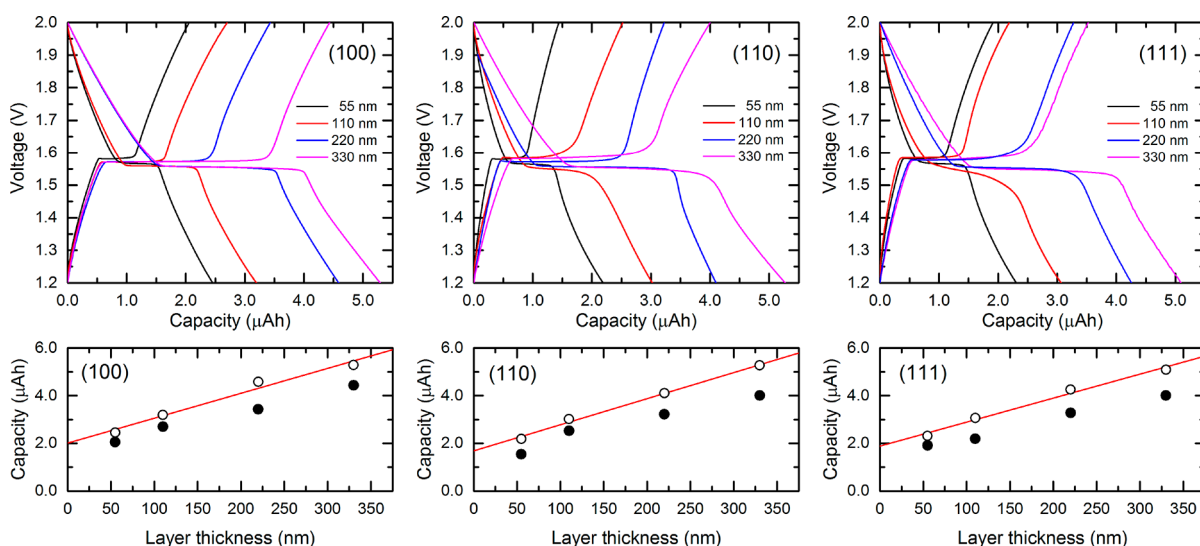 2.0
1.9
1.8
1.7
1.6
1.5
1.4
1.3
1.2
Voltage (V)
(100)
55 nm
110 nm
220 nm
330 nm
0.0 1.0 2.0 3.0 4.0 5.0
Capacity (µAh)
2.0
1.9
1.8
1.7
1.6
1.5
1.4
1.3
1.2
Voltage (V)
(110)
55 nm
110 nm
220 nm
330 nm
0.0 1.0 2.0 3.0 4.0 5.0
Capacity (µAh)
2.0
1.9
1.8
1.7
1.6
1.5
1.4
1.3
1.2
Voltage (V)
(111)
55 nm
110 nm
220 nm
330 nm
0.0 1.0 2.0 3.0 4.0 5.0
Capacity (µAh)
6.0
4.0
2.0
0.0
Capacity (µAh)
(100)
0 50 100 150 200 250 300 350
Layer thickness (nm)
6.0
4.0
2.0
0.0
Capacity (µAh)
(110)
0 50 100 150 200 250 300 350
Layer thickness (nm)
6.0
4.0
2.0
0.0
Capacity (µAh)
(111)
0 50 100 150 200 250 300 350
Layer thickness (nm)